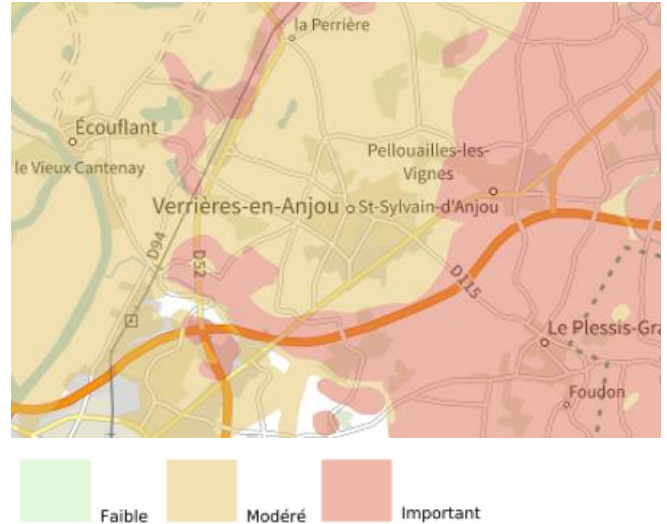 la Perrière
Écouflant
le Vieux Cantenay
Pellouailles-les-
Vignes
Verrières-en-Anjou
St-Sylvain-d'Anjou
D94
D52
D115
Le Plessis-Gra
Foudon
Faible
Modéré
Important